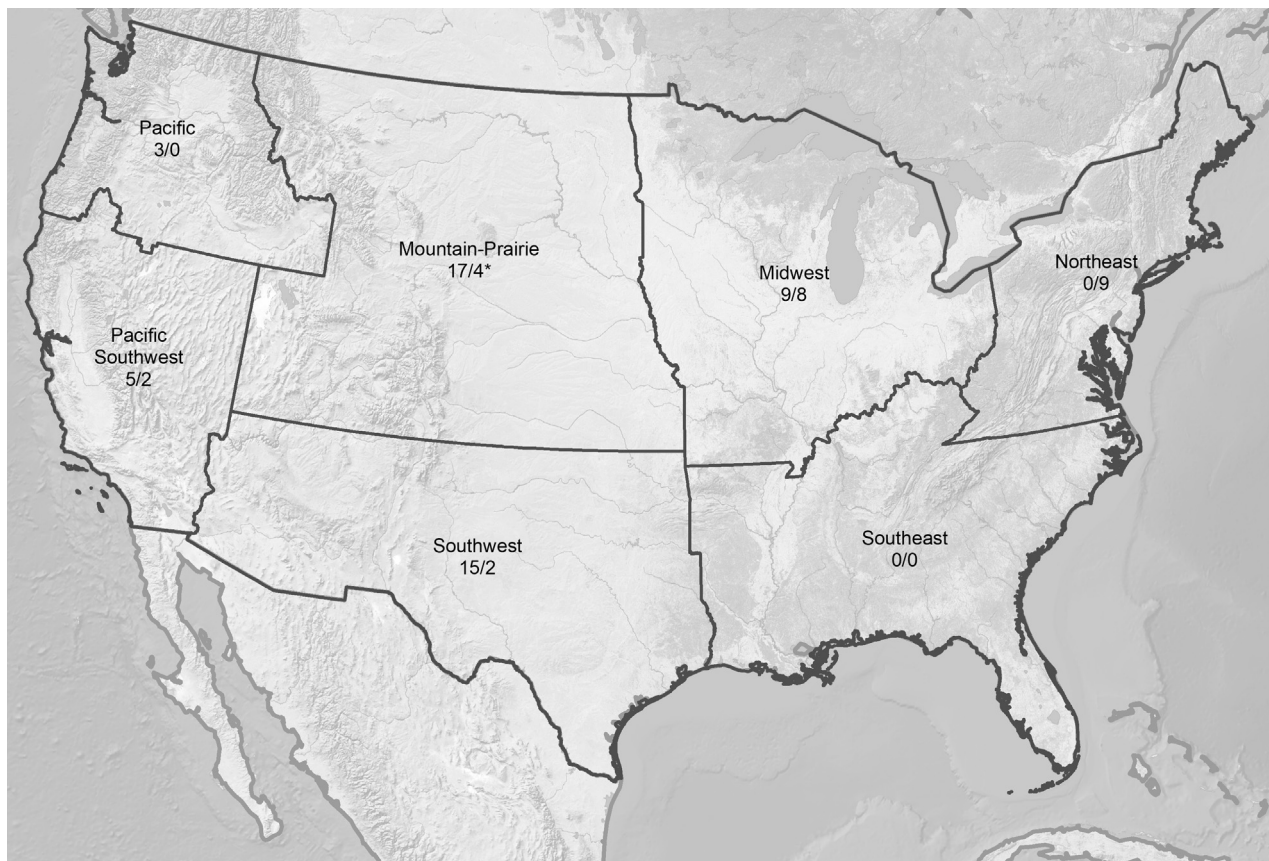 Pacific
3/0
Mountain-Prairie
17/4*
Midwest
9/8
Northeast
0/9
Pacific
Southwest
5/2
Southwest
15/2
Southeast
0/0